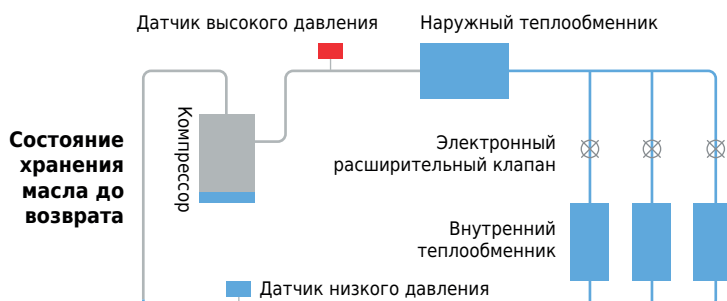 Датчик высокого давления
Наружный теплообменник
Компрессор
Состояние
хранения
масла до
возврата
Электронный
расширительный клапан
Внутренний
теплообменник
Датчик низкого давления